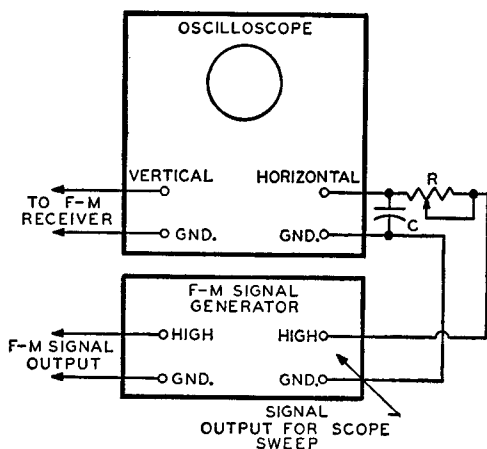 OSCILLOSCOPE
VERTICAL
HORIZONTAL
R
TO F-M
RECEIVER
GND.
GND.
C
F-M SIGNAL
GENERATOR
HIGH
HIGH
F-M SIGNAL
OUTPUT
GND.
GND.
SIGNAL
OUTPUT FOR SCOPE
SWEEP